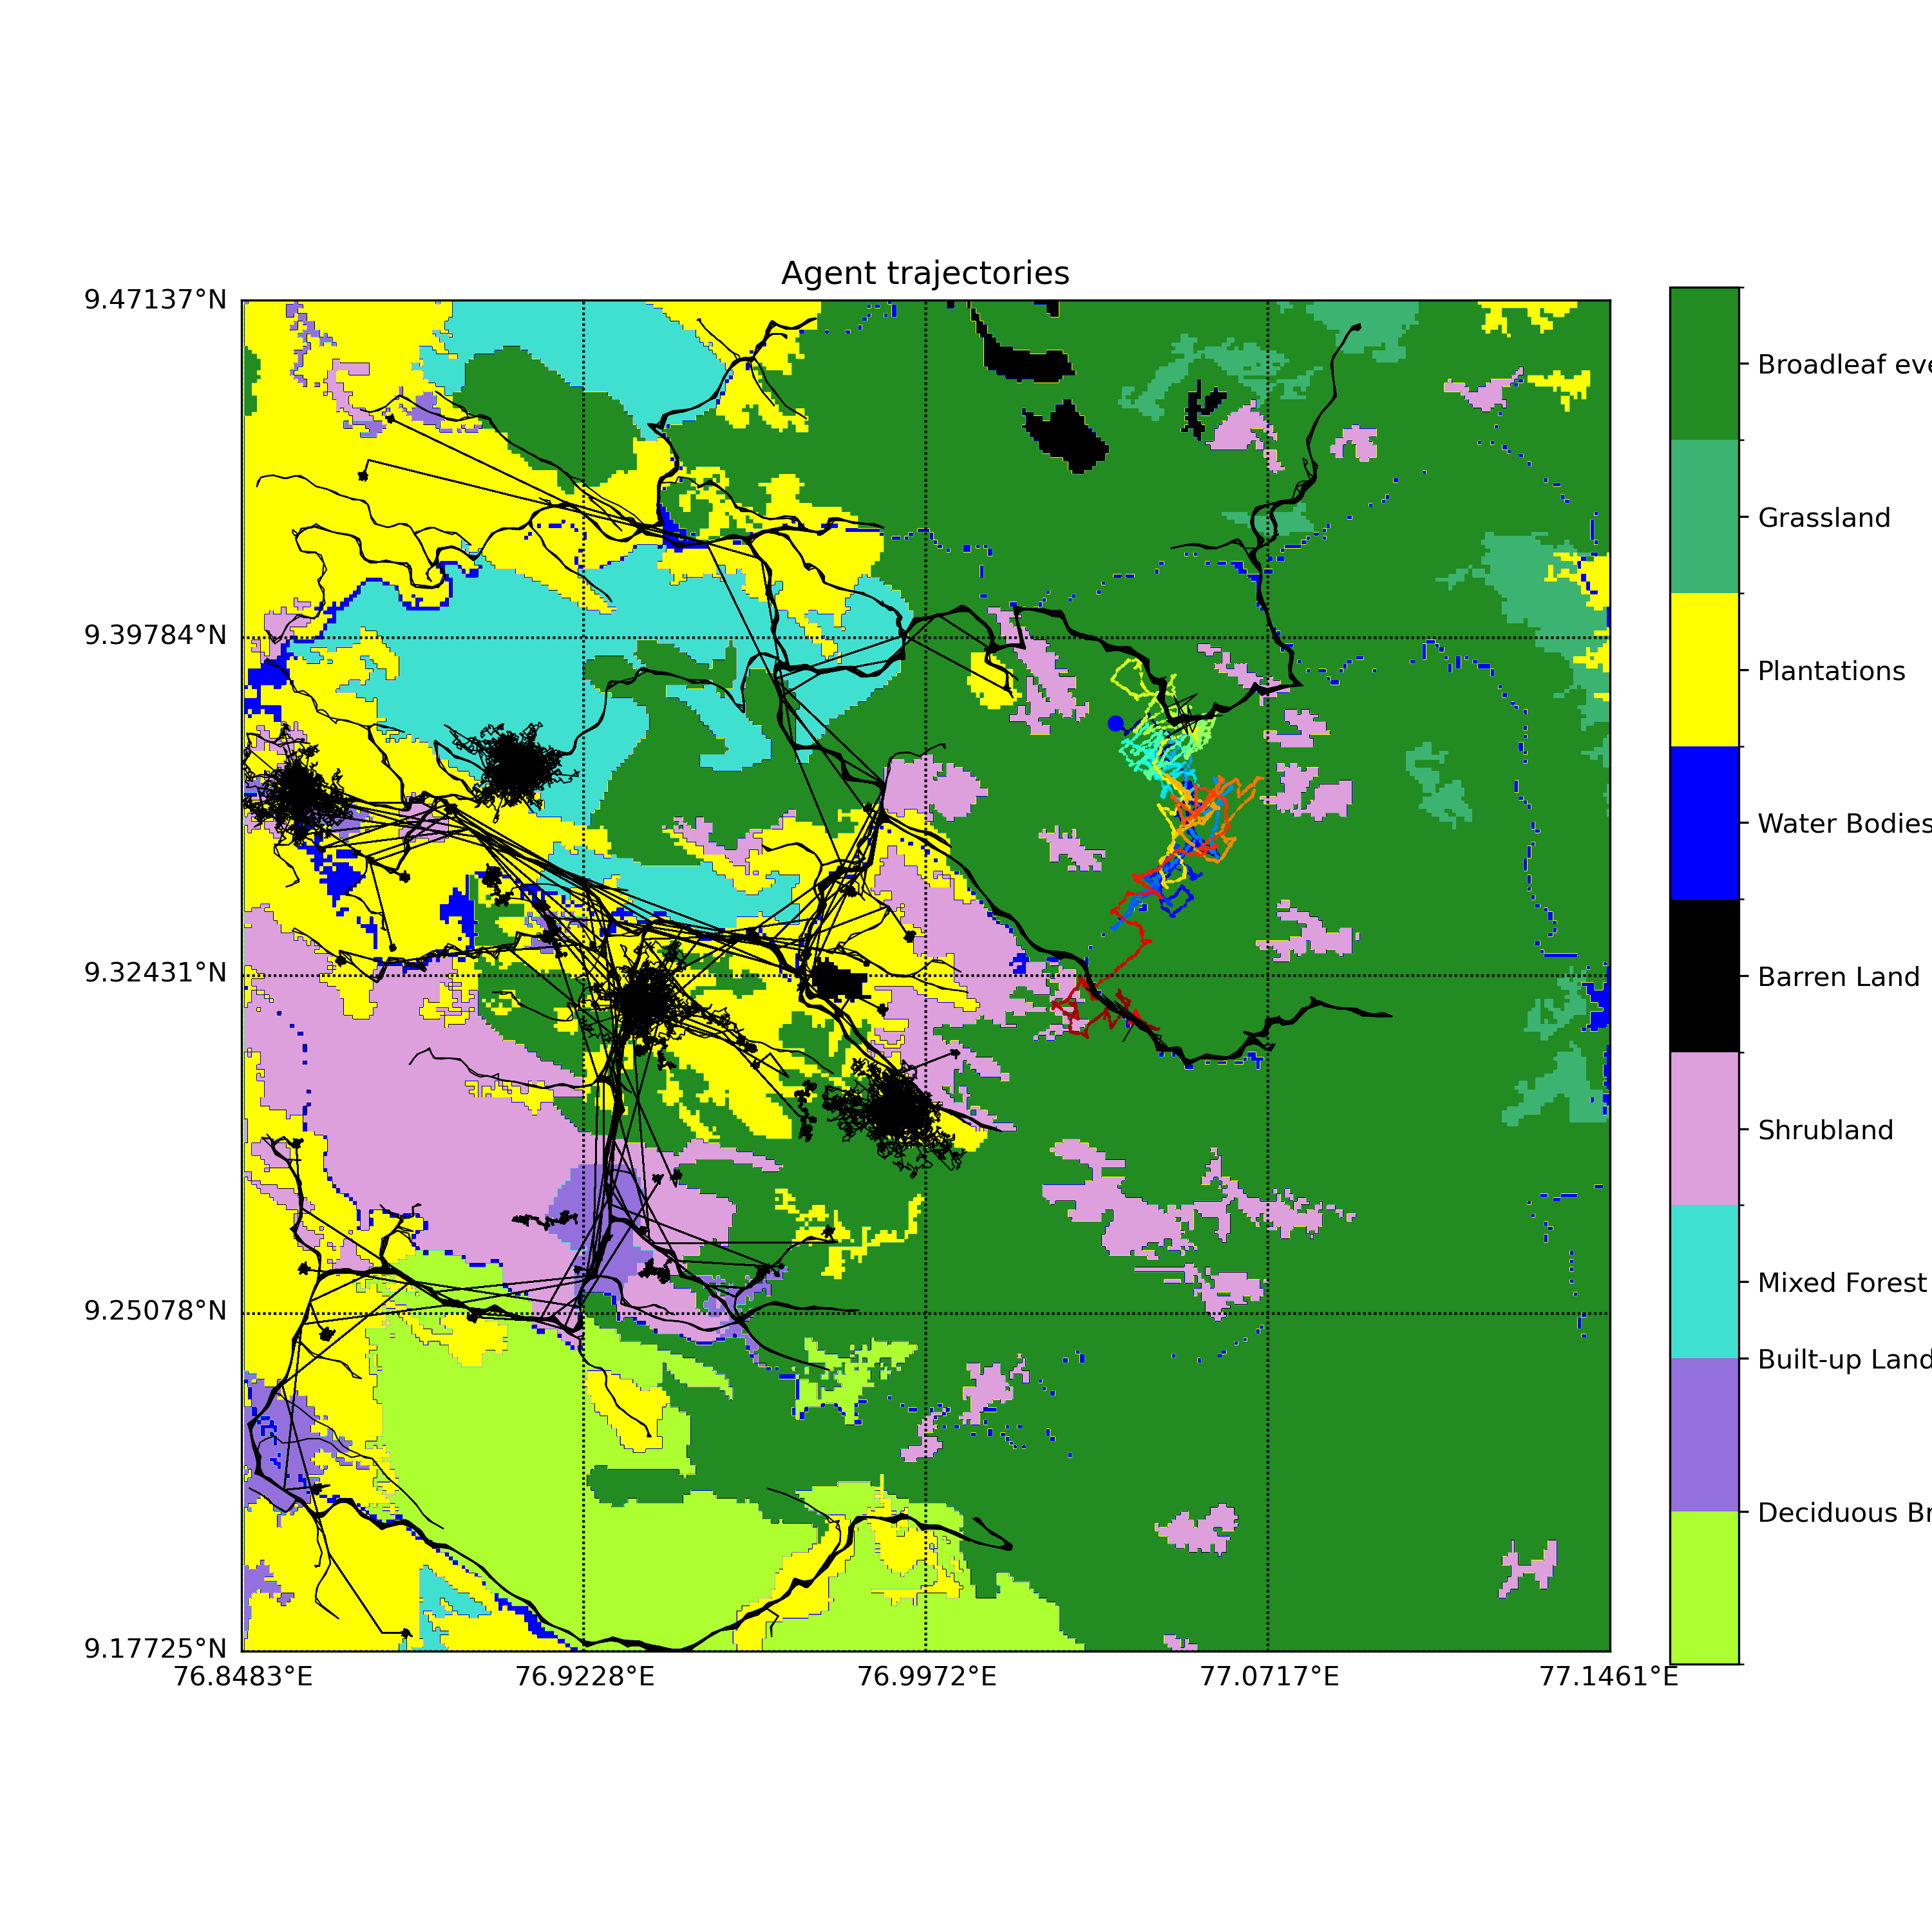 Agent trajectories
9.47137°N
9.39784°N
9.32431°N
9.25078°N
9.17725°N
76.8483°E
76.9228°E
76.9972°E
77.0717°E
77.1461°E
Broadleaf eve
Grassland
Plantations
Water Bodies
Barren Land
Shrubland
Mixed Forest
Built-up Land
Deciduous Br